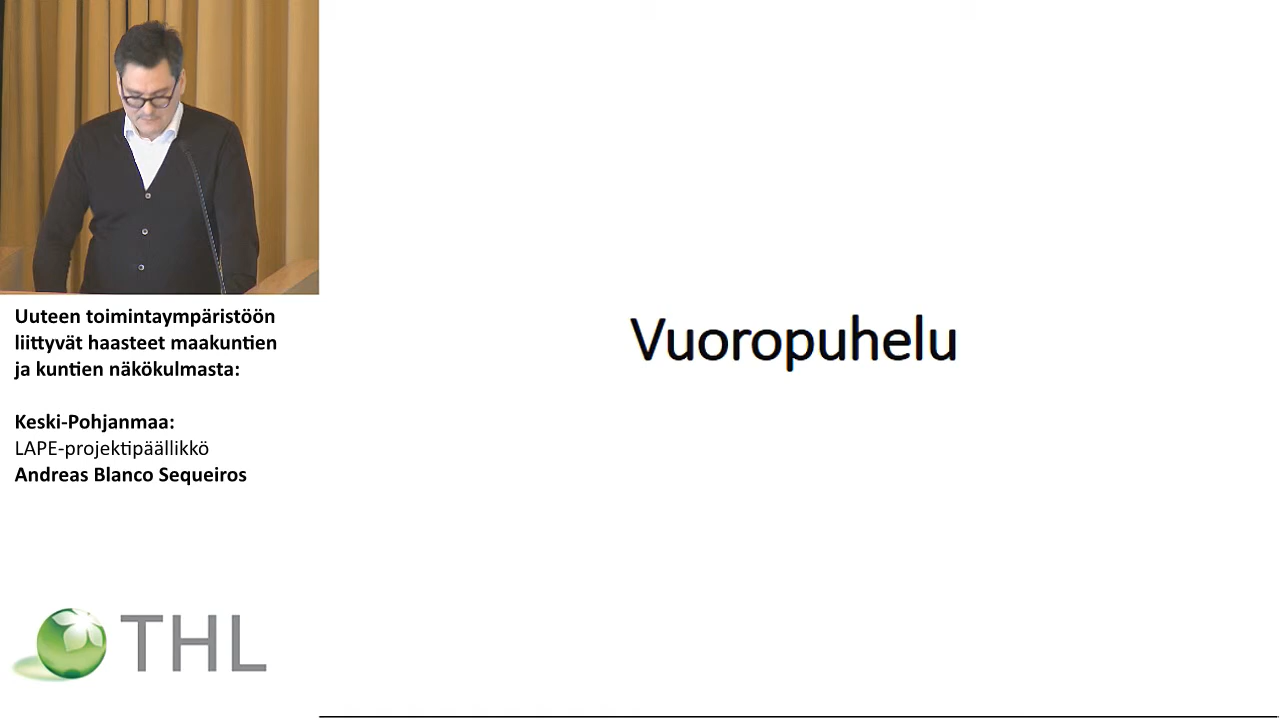 Uuteen toimintaympäristöön
liittyvät haasteet maakuntien
ja kuntien näkökulmasta:
Keski-Pohjanmaa:
LAPE-projektipäällikkö
Andreas Blanco Sequeiros
THL
Vuoropuhelu